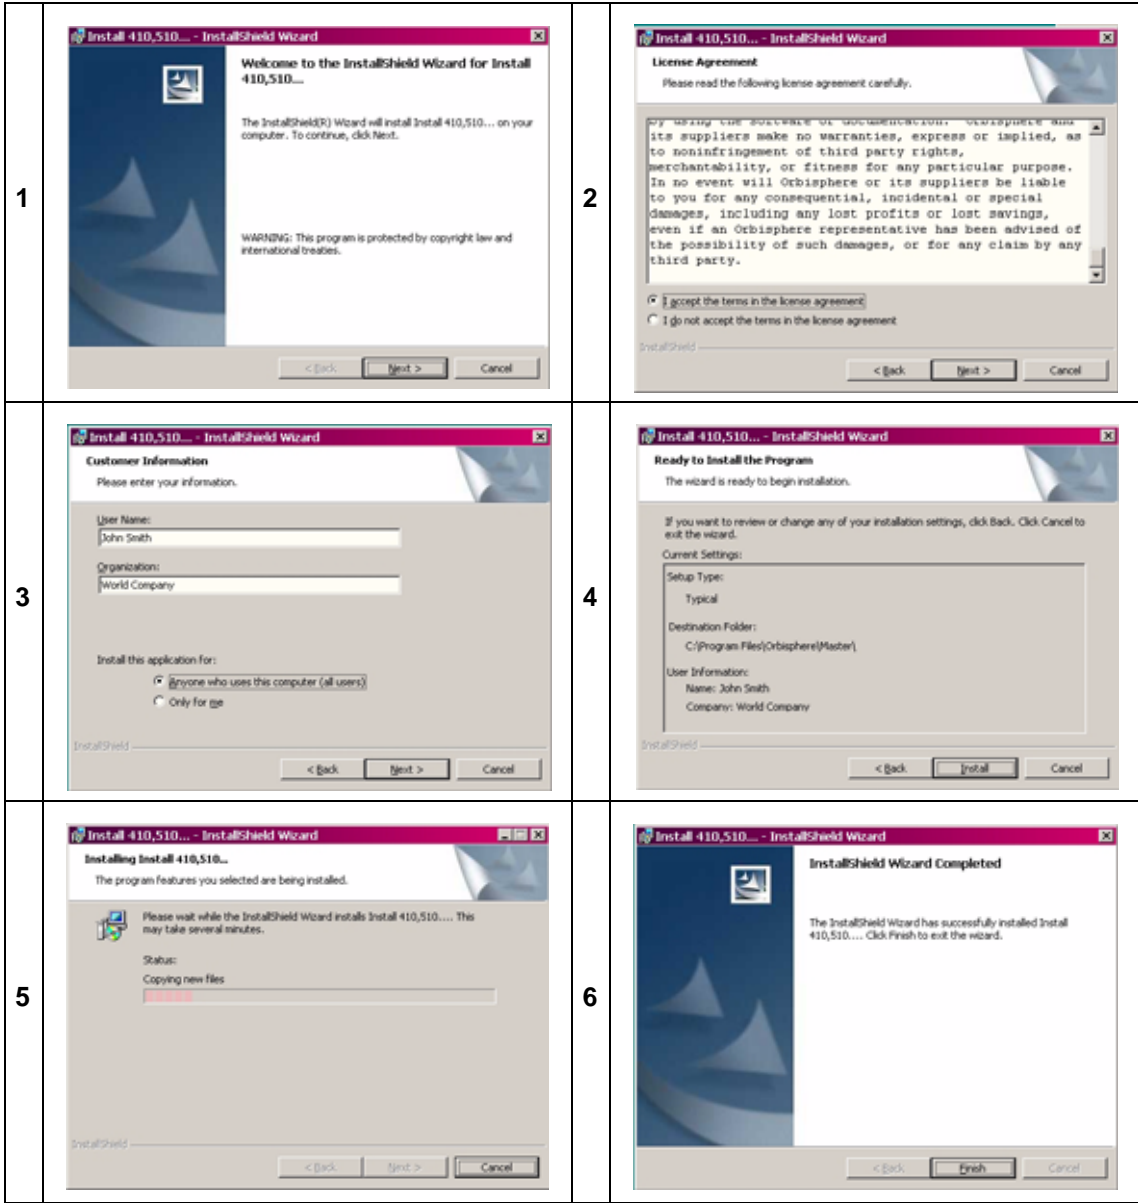 1
Install 410,510... - InstallShield Wizard
Welcome to the InstallShield Wizard for Install
410,510...
The InstallShield(R) Wizard will install Install 410,510... on your
computer. To continue, click Next.
WARNING: This program is protected by copyright law and
international treaties.
< Back
Next >
Cancel
2
Install 410,510... - InstallShield Wizard
License Agreement
Please read the following license agreement carefully.
by using the software or documentation. Orbisphere and
its suppliers make no warranties, express or implied, as
to noninfringement of third party rights,
merchantability, or fitness for any particular purpose.
In no event will Orbisphere or its suppliers be liable
to you for any consequential, incidental or special
damages, including any lost profits or lost savings,
even if an Orbisphere representative has been advised of
the possibility of such damages, or for any claim by any
third party.
I accept the terms in the license agreement
I do not accept the terms in the license agreement
InstallShield
< Back
Next >
Cancel
3
Install 410,510... - InstallShield Wizard
Customer Information
Please enter your information.
User Name:
John Smith
Organization:
World Company
Install this application for:
Anyone who uses this computer (all users)
Only for me
InstallShield
< Back
Next >
Cancel
4
Install 410,510... - InstallShield Wizard
Ready to Install the Program
The wizard is ready to begin installation.
If you want to review or change any of your installation settings, click Back. Click Cancel to
exit the wizard.
Current Settings:
Setup Type:
Typical
Destination Folder:
C:\Program Files\Orbisphere\Master\
User Information:
Name: John Smith
Company: World Company
InstallShield
< Back
Install
Cancel
5
Install 410,510... - InstallShield Wizard
Installing Install 410,510...
The program features you selected are being installed.
Please wait while the InstallShield Wizard installs Install 410,510.... This
may take several minutes.
Status:
Copying new files
InstallShield
< Back
Next >
Cancel
6
Install 410,510... - InstallShield Wizard
InstallShield Wizard Completed
The InstallShield Wizard has successfully installed Install
410,510.... Click Finish to exit the wizard.
< Back
Finish
Cancel